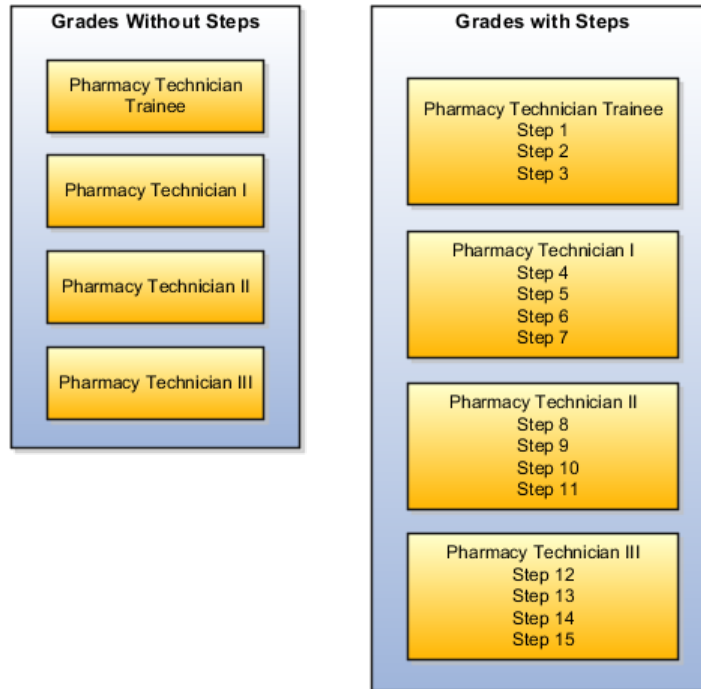 Grades Without Steps
Pharmacy Technician
Trainee
Pharmacy Technician I
Pharmacy Technician II
Pharmacy Technician III
Grades with Steps
Pharmacy Technician Trainee
Step 1
Step 2
Step 3
Pharmacy Technician I
Step 4
Step 5
Step 6
Step 7
Pharmacy Technician II
Step 8
Step 9
Step 10
Step 11
Pharmacy Technician III
Step 12
Step 13
Step 14
Step 15